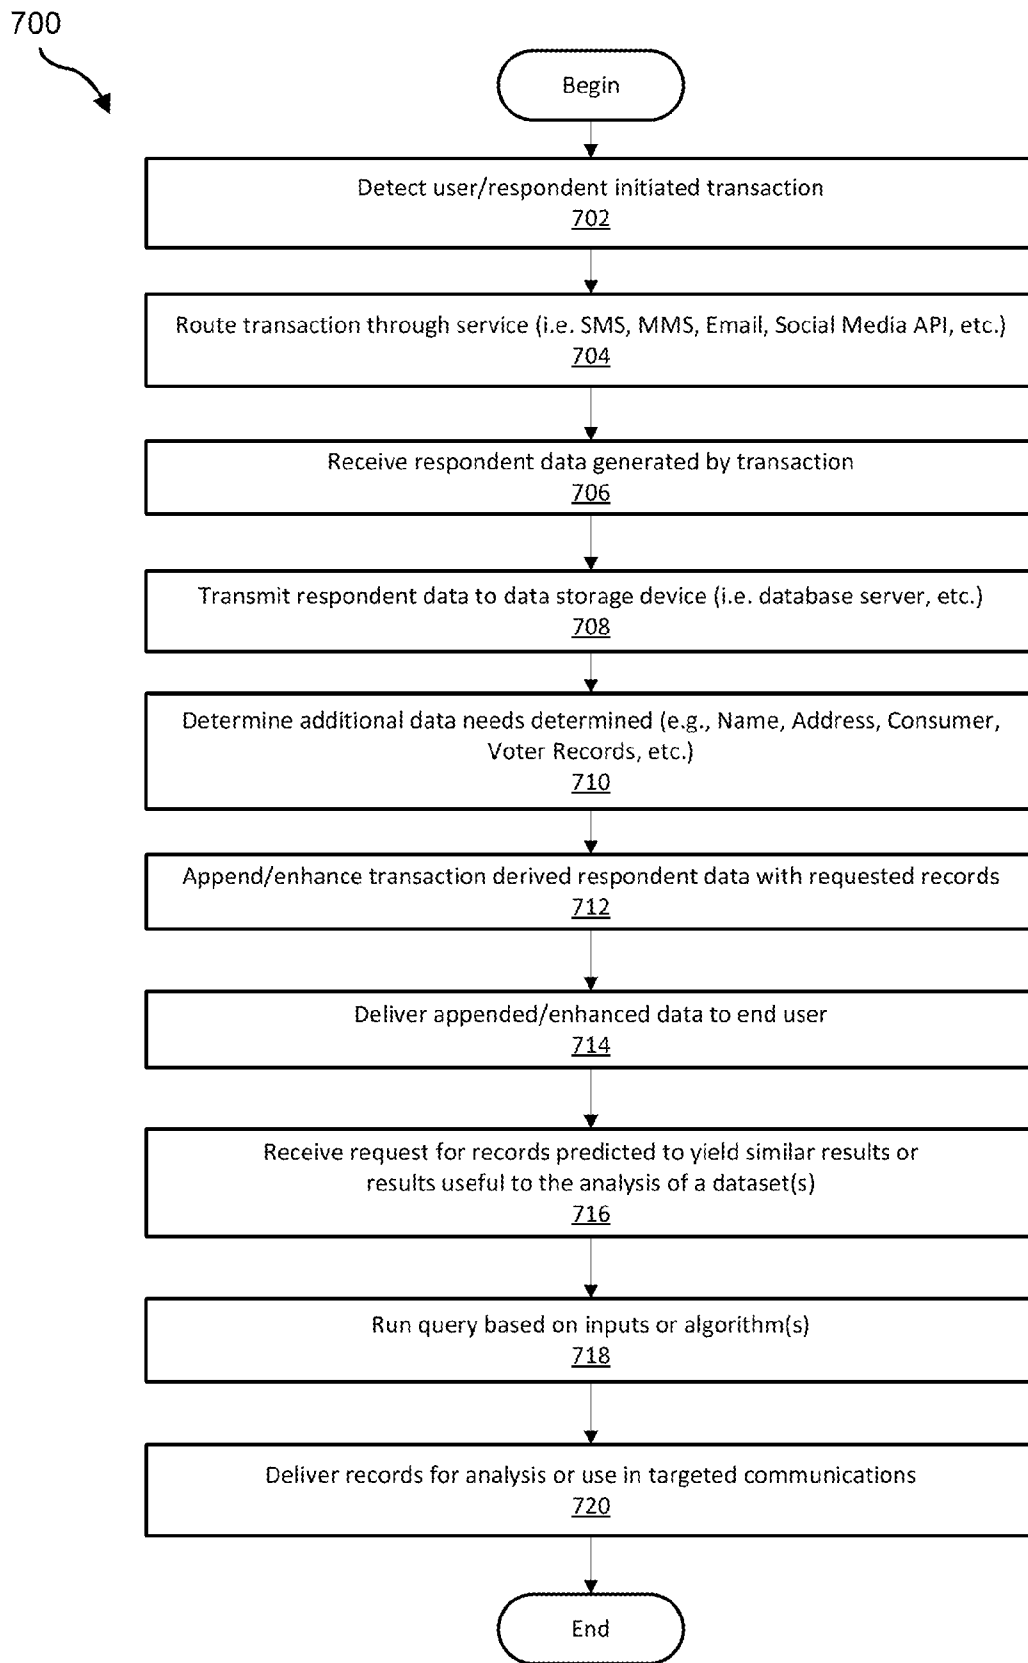 700
Begin
Detect user/respondent initiated transaction
702
Route transaction through service (i.e. SMS, MMS, Email, Social Media API, etc.)
704
Receive respondent data generated by transaction
706
Transmit respondent data to data storage device (i.e. database server, etc.)
708
Determine additional data needs determined (e.g., Name, Address, Consumer,
Voter Records, etc.)
710
Append/enhance transaction derived respondent data with requested records
712
Deliver appended/enhanced data to end user
714
Receive request for records predicted to yield similar results or
results useful to the analysis of a dataset(s)
716
Run query based on inputs or algorithm(s)
718
Deliver records for analysis or use in targeted communications
720
End